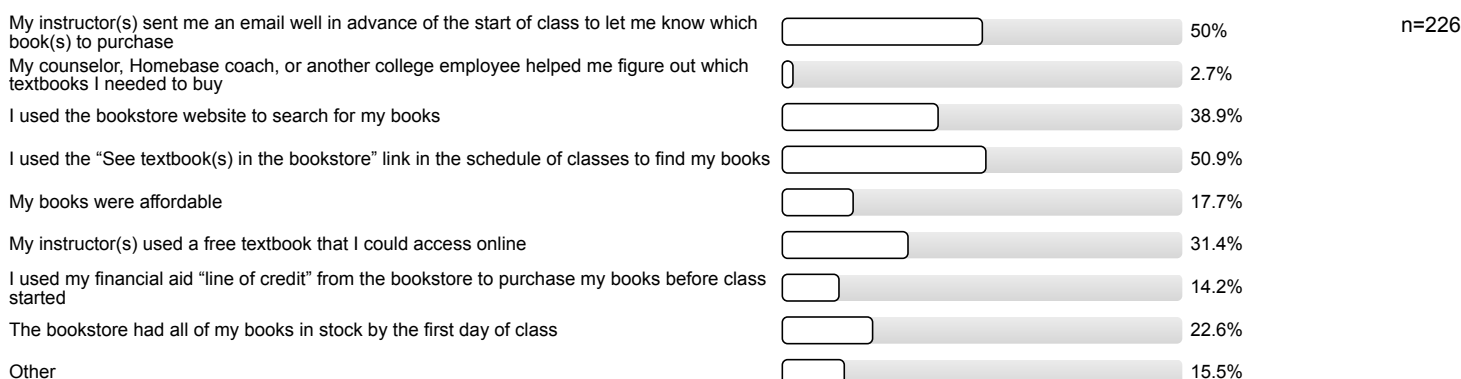 My instructor(s) sent me an email well in advance of the start of class to let me know which
book(s) to purchase
50%
n=226
My counselor, Homebase coach, or another college employee helped me figure out which
textbooks I needed to buy
2.7%
I used the bookstore website to search for my books
38.9%
I used the “See textbook(s) in the bookstore” link in the schedule of classes to find my books
50.9%
My books were affordable
17.7%
My instructor(s) used a free textbook that I could access online
31.4%
I used my financial aid “line of credit” from the bookstore to purchase my books before class
started
14.2%
The bookstore had all of my books in stock by the first day of class
22.6%
Other
15.5%